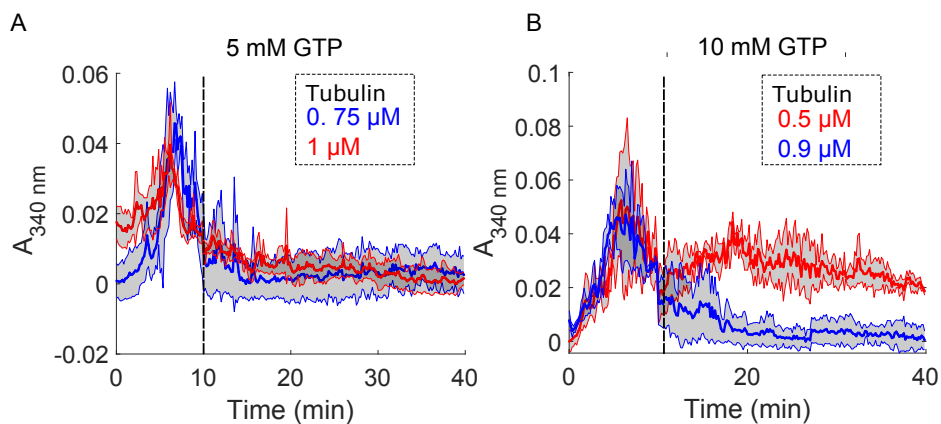 A
5 mM GTP
0.06
0.04
0.02
0
-0.02
A340 nm
Tubulin
0. 75 µM
1 µM
0
10
20
30
40
Time (min)
B
10 mM GTP
0.1
0.08
0.06
0.04
0.02
0
A340 nm
Tubulin
0.5 µM
0.9 µM
0
20
40
Time (min)